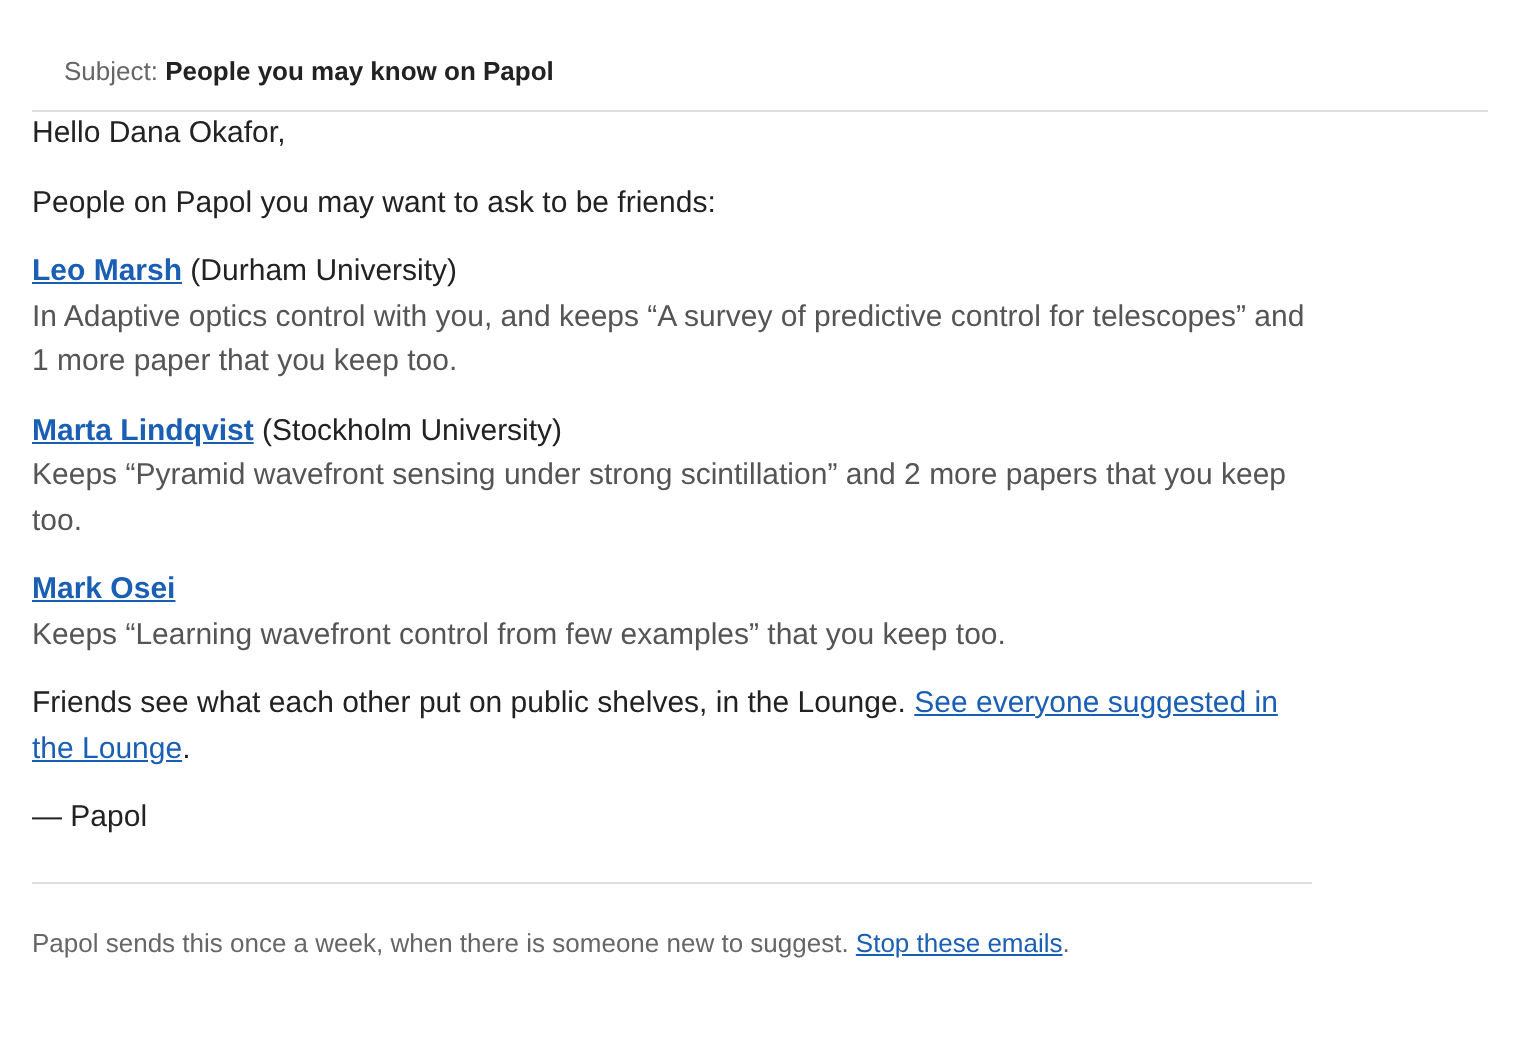 Subject: People you may know on Papol
Hello Dana Okafor,
People on Papol you may want to ask to be friends:
Leo Marsh (Durham University)
In Adaptive optics control with you, and keeps “A survey of predictive control for telescopes” and
1 more paper that you keep too.
Marta Lindqvist (Stockholm University)
Keeps “Pyramid wavefront sensing under strong scintillation” and 2 more papers that you keep
too.
Mark Osei
Keeps “Learning wavefront control from few examples” that you keep too.
Friends see what each other put on public shelves, in the Lounge. See everyone suggested in
the Lounge.
— Papol
Papol sends this once a week, when there is someone new to suggest. Stop these emails.